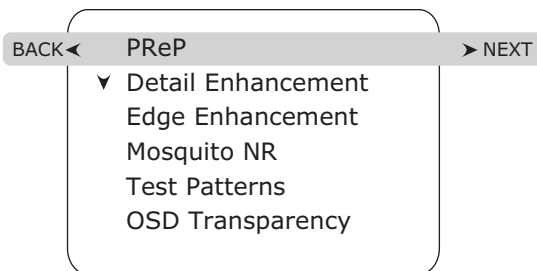 BACK PReP NEXT
Detail Enhancement
Edge Enhancement
Mosquito NR
Test Patterns
OSD Transparency